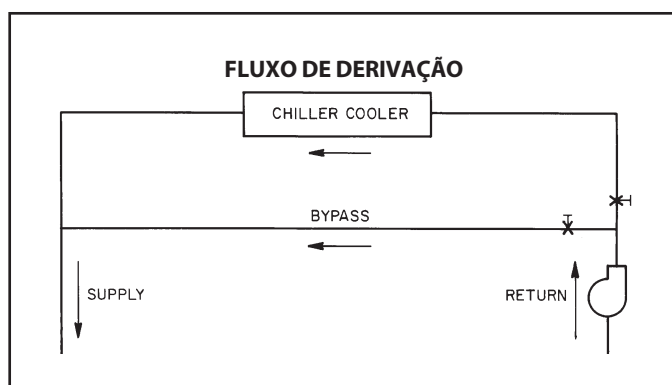 FLUXO DE DERIVAÇÃO
CHILLER COOLER
BYPASS
SUPPLY
RETURN